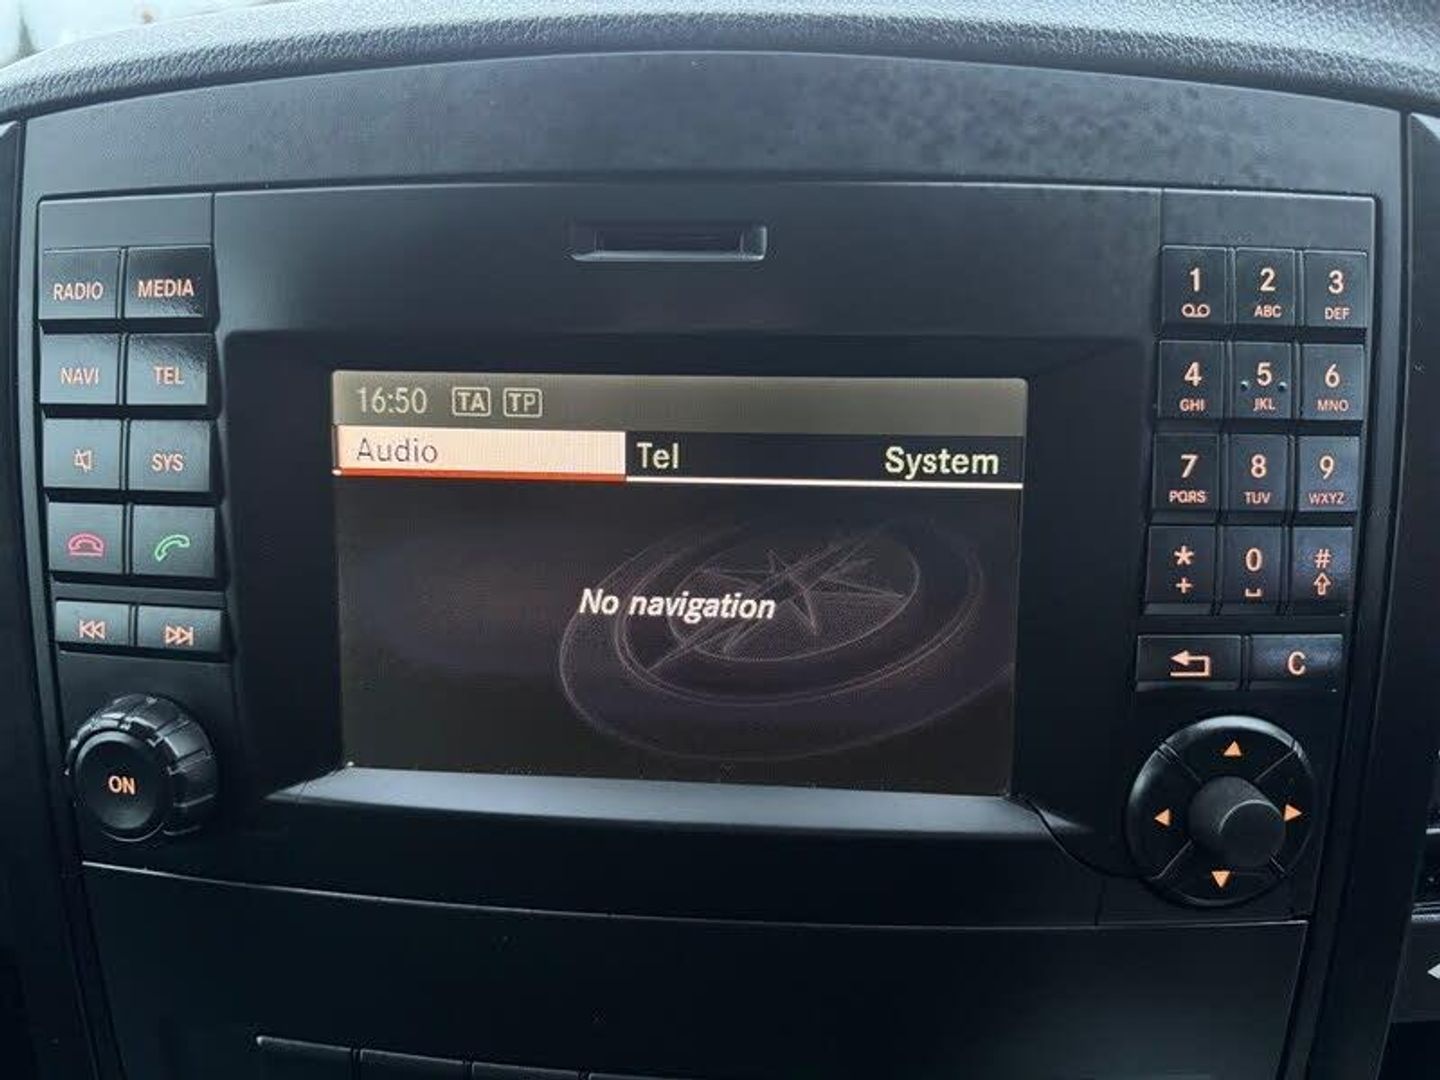 RADIO MEDIA
NAVI TEL
SYS
ON
16:50 TA TP
Audio Tel System
No navigation
1 2 3
ABC DEF
4 5 6
GHI JKL MNO
7 8 9
PQRS TUV WXYZ
* 0 #
+
C